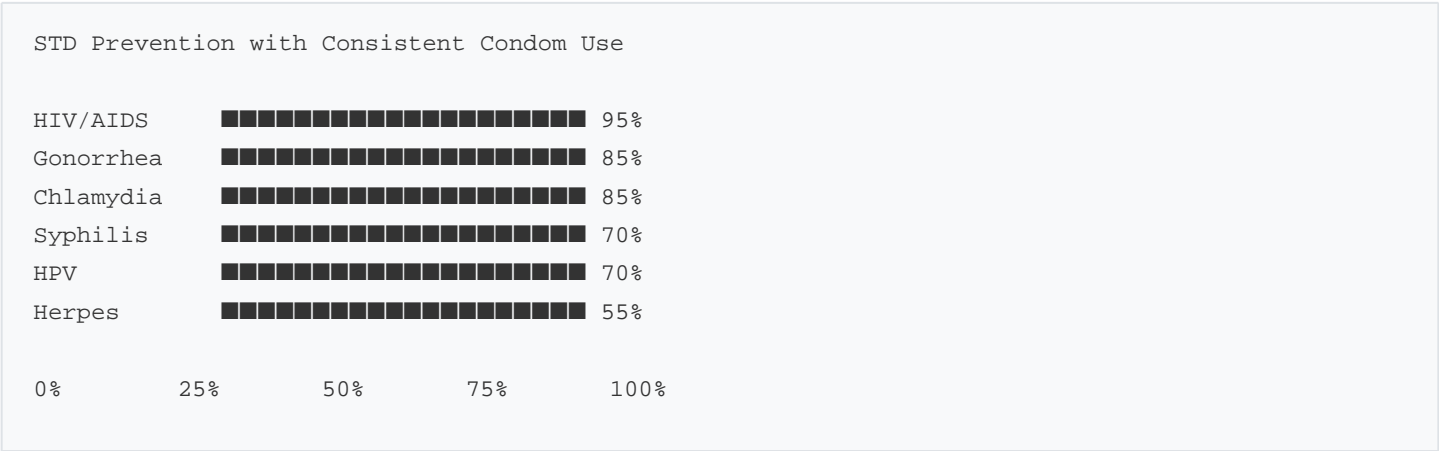 STD Prevention with Consistent Condom Use
HIV/AIDS ■■■■■■■■■■■■■■■■■■■■ 95%
Gonorrhea ■■■■■■■■■■■■■■■■■■■■ 85%
Chlamydia ■■■■■■■■■■■■■■■■■■■■ 85%
Syphilis ■■■■■■■■■■■■■■■■■■■■ 70%
HPV ■■■■■■■■■■■■■■■■■■■■ 70%
Herpes ■■■■■■■■■■■■■■■■■■■■ 55%
0% 25% 50% 75% 100%